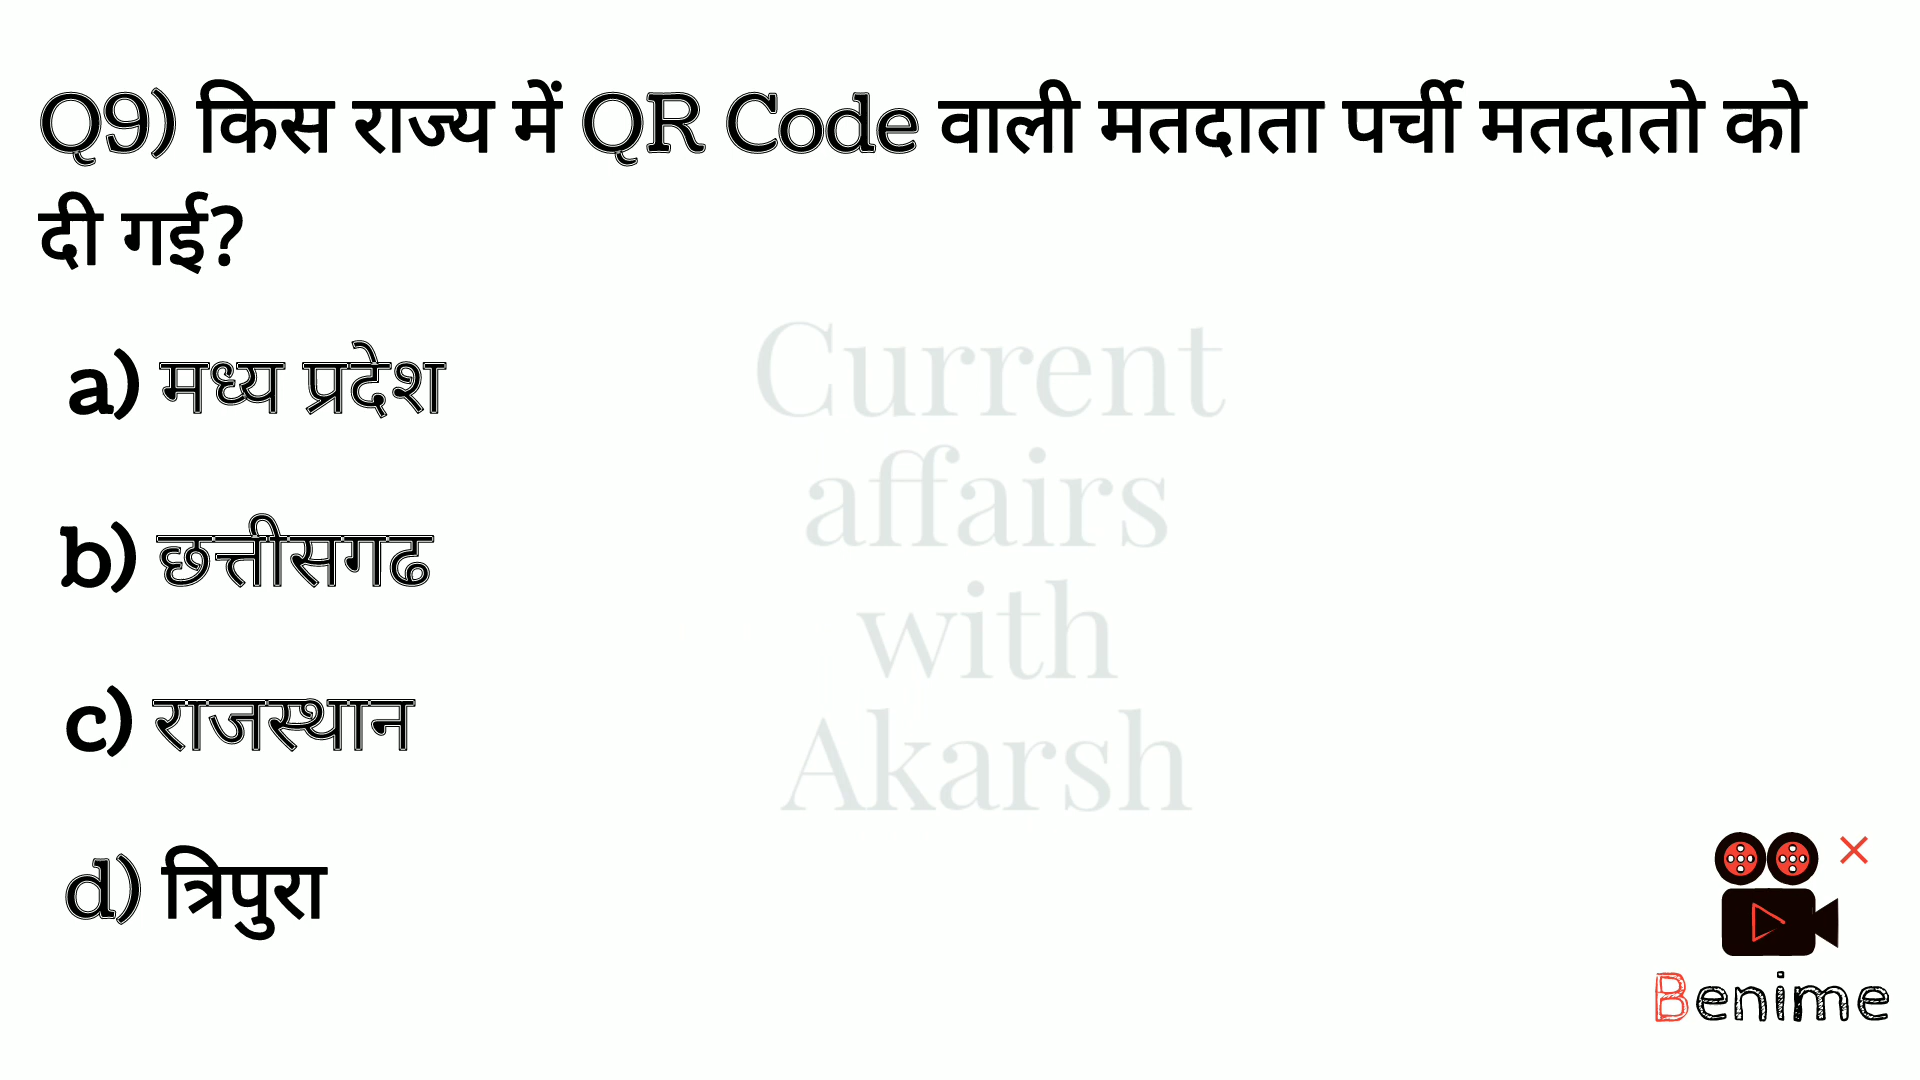 Q9) किस राज्य में QR Code वाली मतदाता पर्ची मतदातो को
दी गई?
a) मध्य प्रदेश
b) छत्तीसगढ
c) राजस्थान
d) त्रिपुरा
Current
affairs
with
Akarsh
Benime